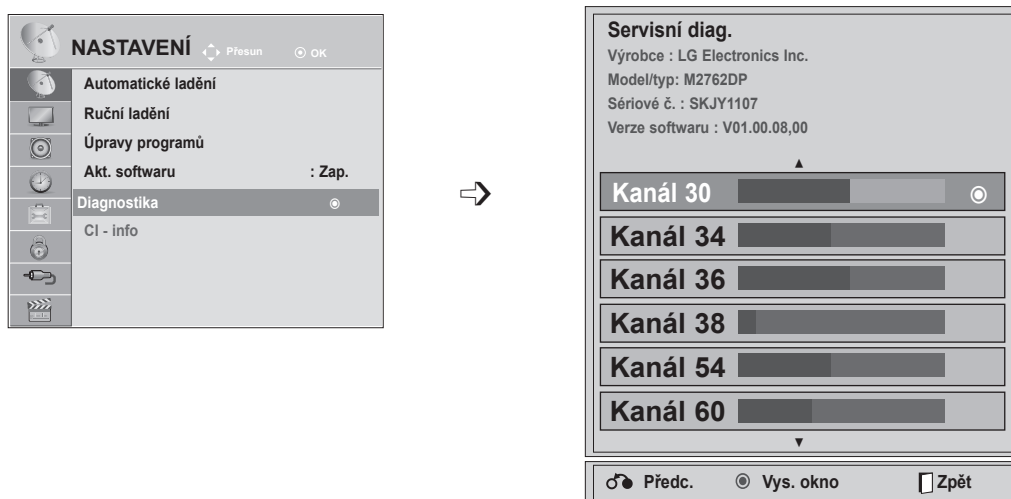 NASTAVENÍ
Přesun
OK
Automatické ladění
Ruční ladění
Úpravy programů
Akt. softwaru : Zap.
Diagnostika
CI - info
Servisní diag.
Výrobce : LG Electronics Inc.
Model/typ: M2762DP
Sériové č. : SKJY1107
Verze softwaru : V01.00.08,00
Kanál 30
Kanál 34
Kanál 36
Kanál 38
Kanál 54
Kanál 60
Předc.
Vys. okno
Zpět